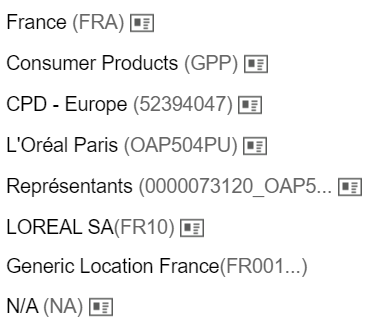 France (FRA)
Consumer Products (GPP)
CPD - Europe (52394047)
L'Oréal Paris (OAP504PU)
Représentants (0000073120_OAP5...
LOREAL SA(FR10)
Generic Location France(FR001...)
N/A (NA)